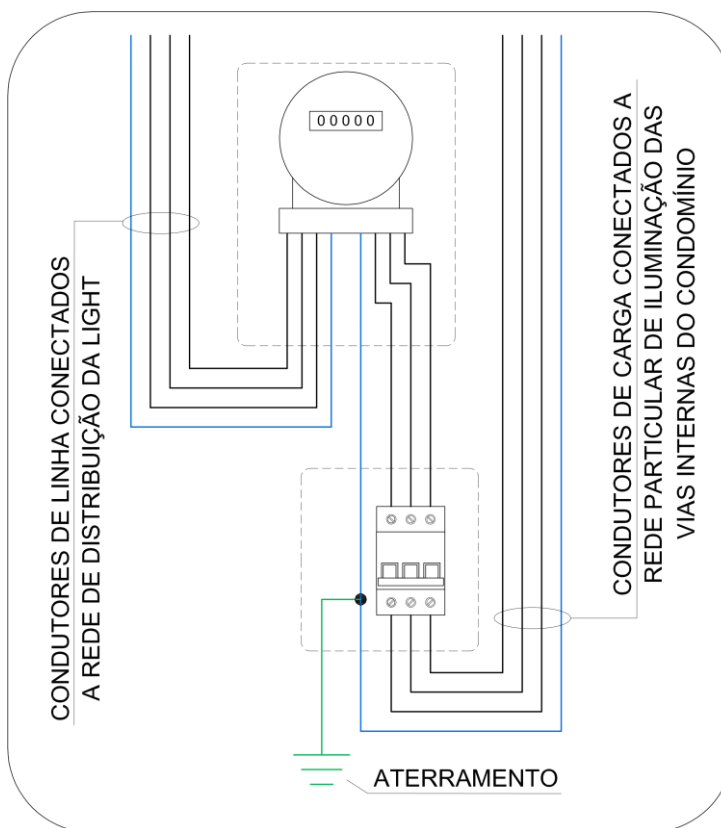 00000
CONDUTORES DE LINHA CONECTADOS
A REDE DE DISTRIBUIÇÃO DA LIGHT
CONDUTORES DE CARGA CONECTADOS A
REDE PARTICULAR DE ILUMINAÇÃO DAS
VIAS INTERNAS DO CONDOMÍNIO
ATERRAMENTO